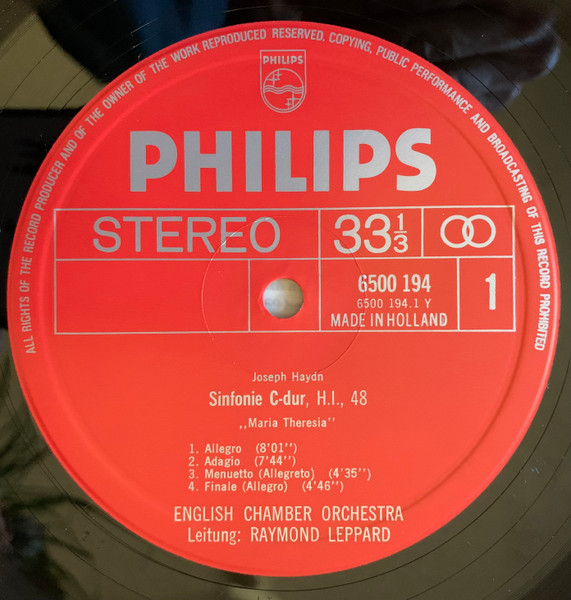 ALL RIGHTS OF THE RECORD PRODUCER AND OF THE OWNER OF THE WORK REPRODUCED RESERVED. COPYING, PUBLIC PERFORMANCE AND BROADCASTING OF THIS RECORD PROHIBITED
PHILIPS
PHILIPS
STEREO 33⅓
6500 194
6500 194.1 Y
MADE IN HOLLAND
1
Joseph Haydn
Sinfonie C-dur, H.I., 48
,,Maria Theresia''
1. Allegro (8'01'')
2. Adagio (7'44'')
3. Menuetto (Allegreto) (4'35'')
4. Finale (Allegro) (4'46'')
ENGLISH CHAMBER ORCHESTRA
Leitung: RAYMOND LEPPARD